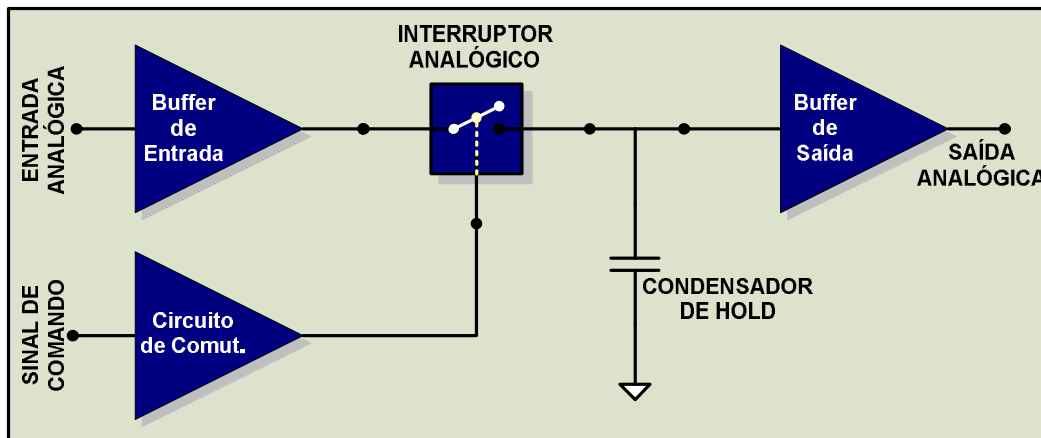 INTERRUPTOR
ANALÓGICO
ENTRADA
ANALÓGICA
Buffer
de
Entrada
Buffer
de
Saída
SAÍDA
ANALÓGICA
SINAL DE
COMANDO
Circuito
de Comut.
CONDENSADOR
DE HOLD